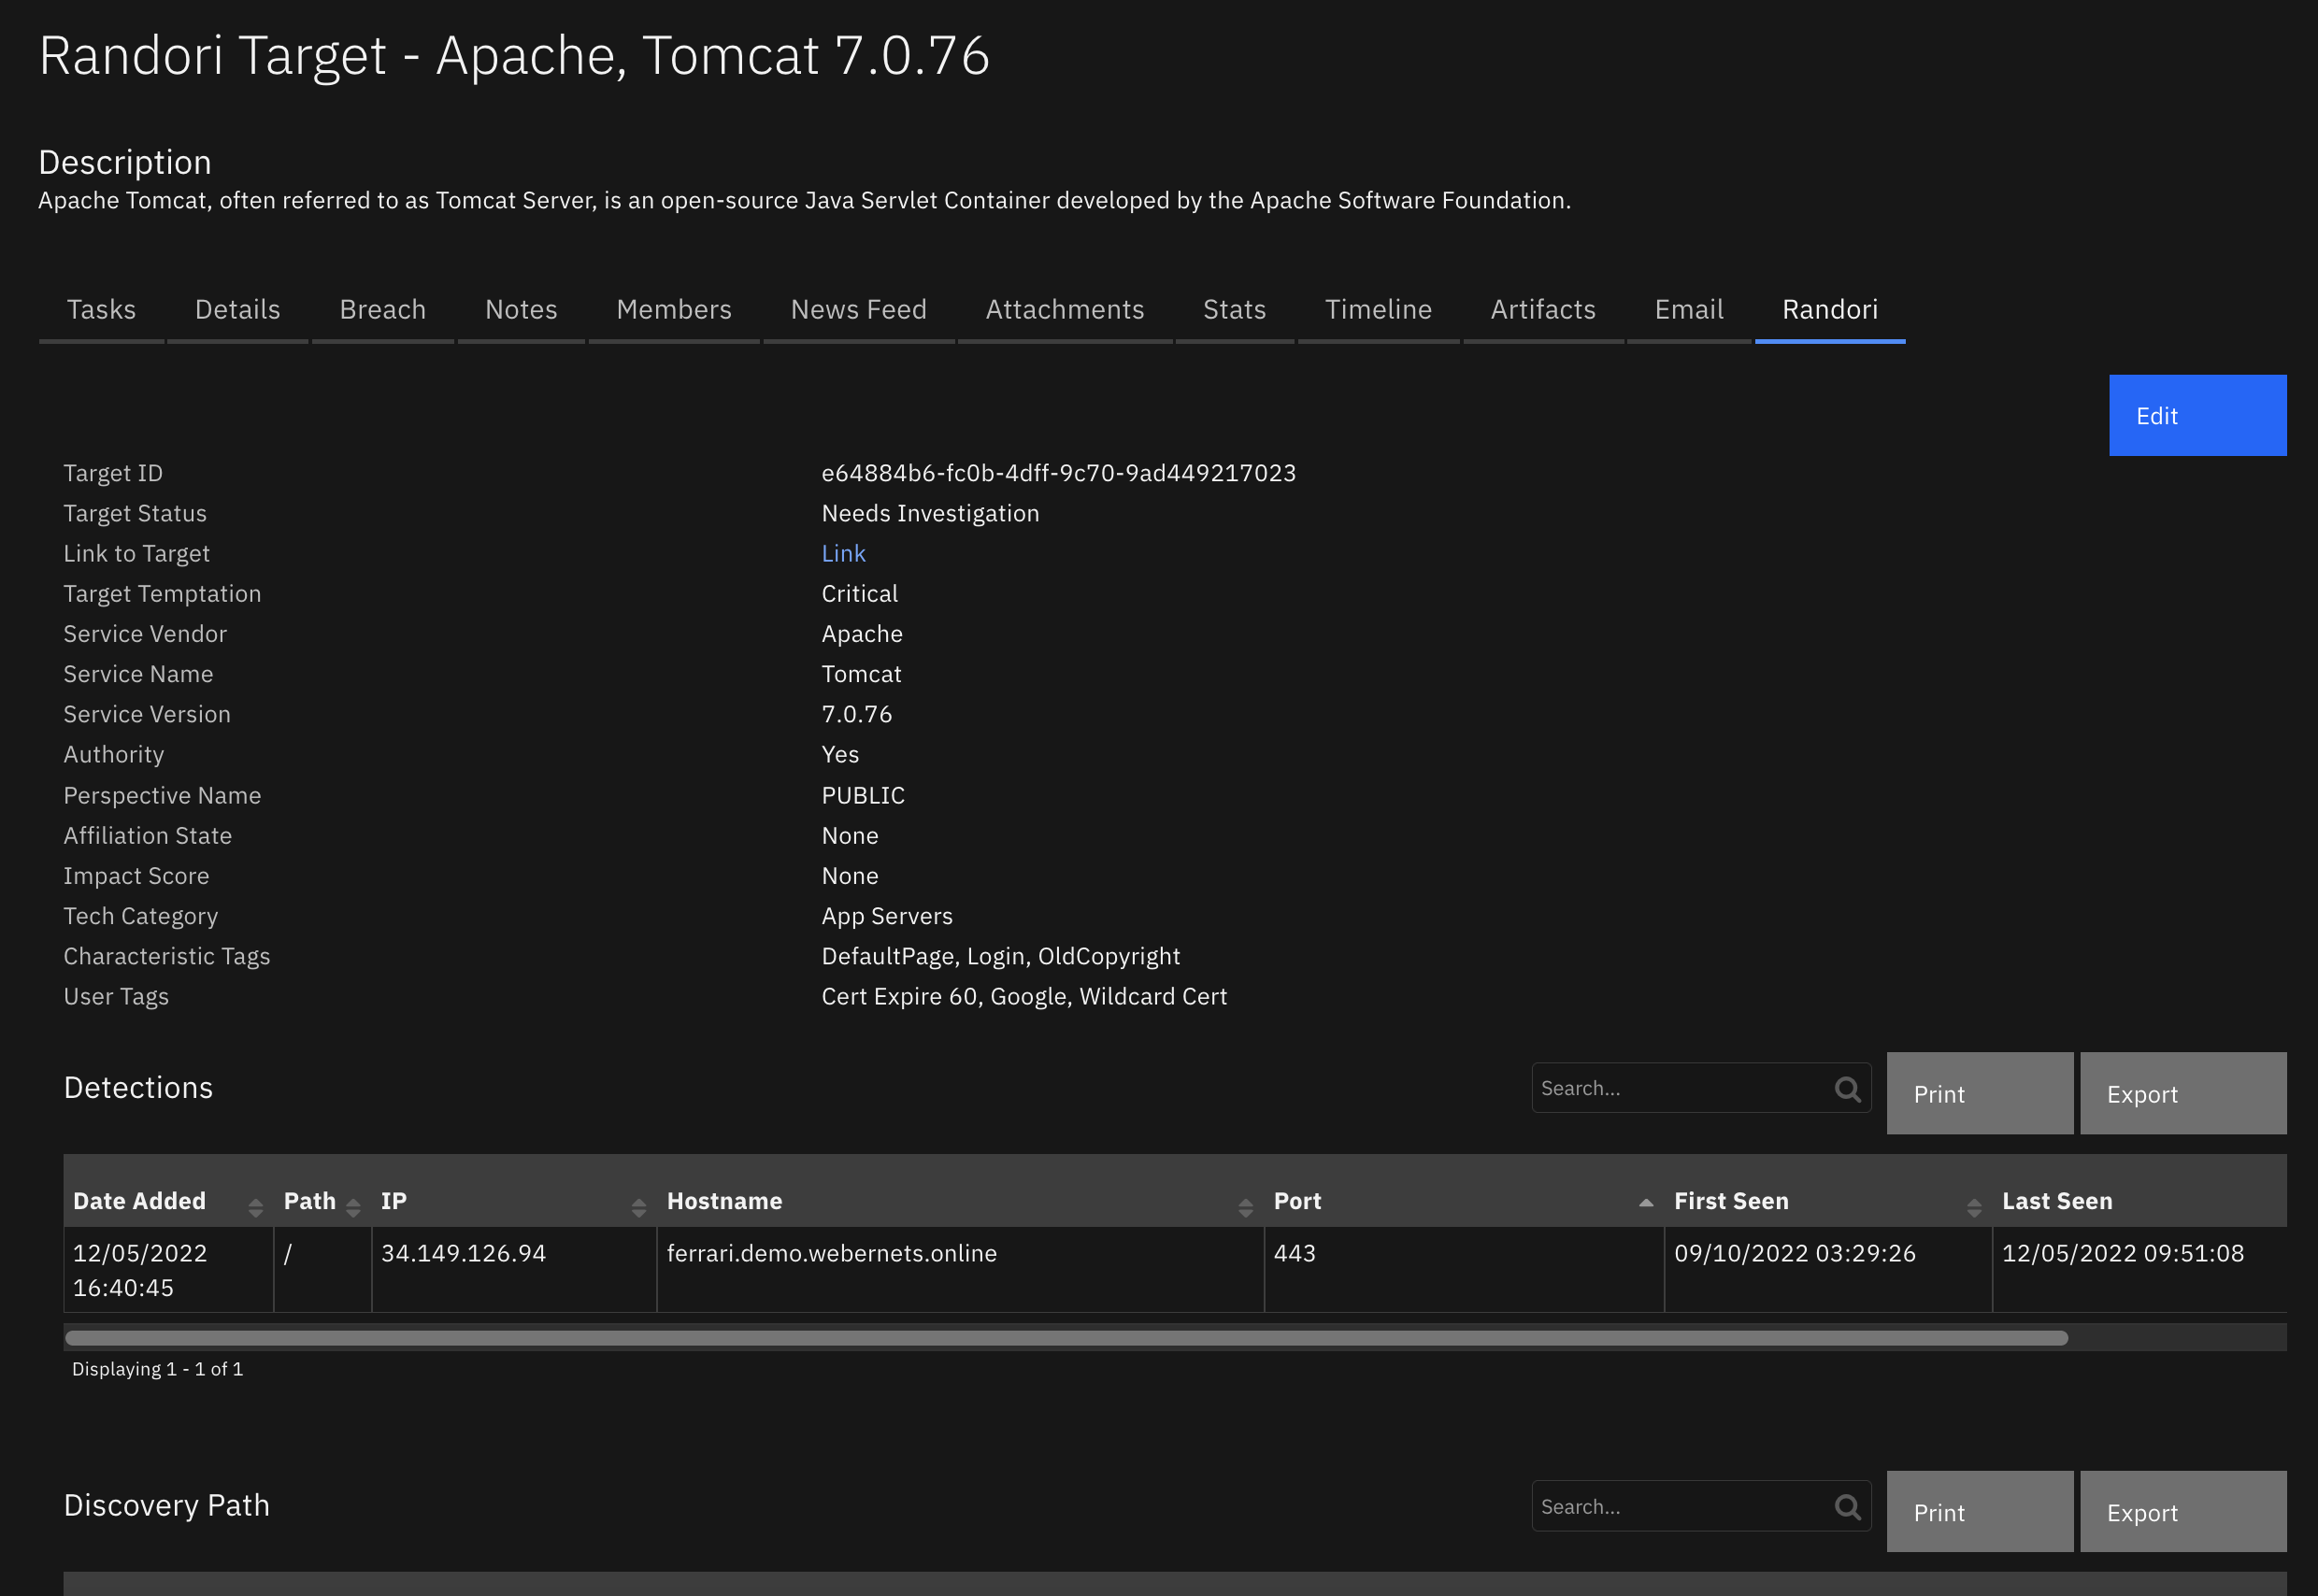 Randori Target - Apache, Tomcat 7.0.76
Description
Apache Tomcat, often referred to as Tomcat Server, is an open-source Java Servlet Container developed by the Apache Software Foundation.
Tasks Details Breach Notes Members News Feed Attachments Stats Timeline Artifacts Email Randori
Edit
Target ID e64884b6-fc0b-4dff-9c70-9ad449217023
Target Status Needs Investigation
Link to Target Link
Target Temptation Critical
Service Vendor Apache
Service Name Tomcat
Service Version 7.0.76
Authority Yes
Perspective Name PUBLIC
Affiliation State None
Impact Score None
Tech Category App Servers
Characteristic Tags DefaultPage, Login, OldCopyright
User Tags Cert Expire 60, Google, Wildcard Cert
Detections Search... Print Export
Date Added Path IP Hostname Port First Seen Last Seen
12/05/2022 / 34.149.126.94 ferrari.demo.webernets.online 443 09/10/2022 03:29:26 12/05/2022 09:51:08
16:40:45
Displaying 1 - 1 of 1
Discovery Path Search... Print Export